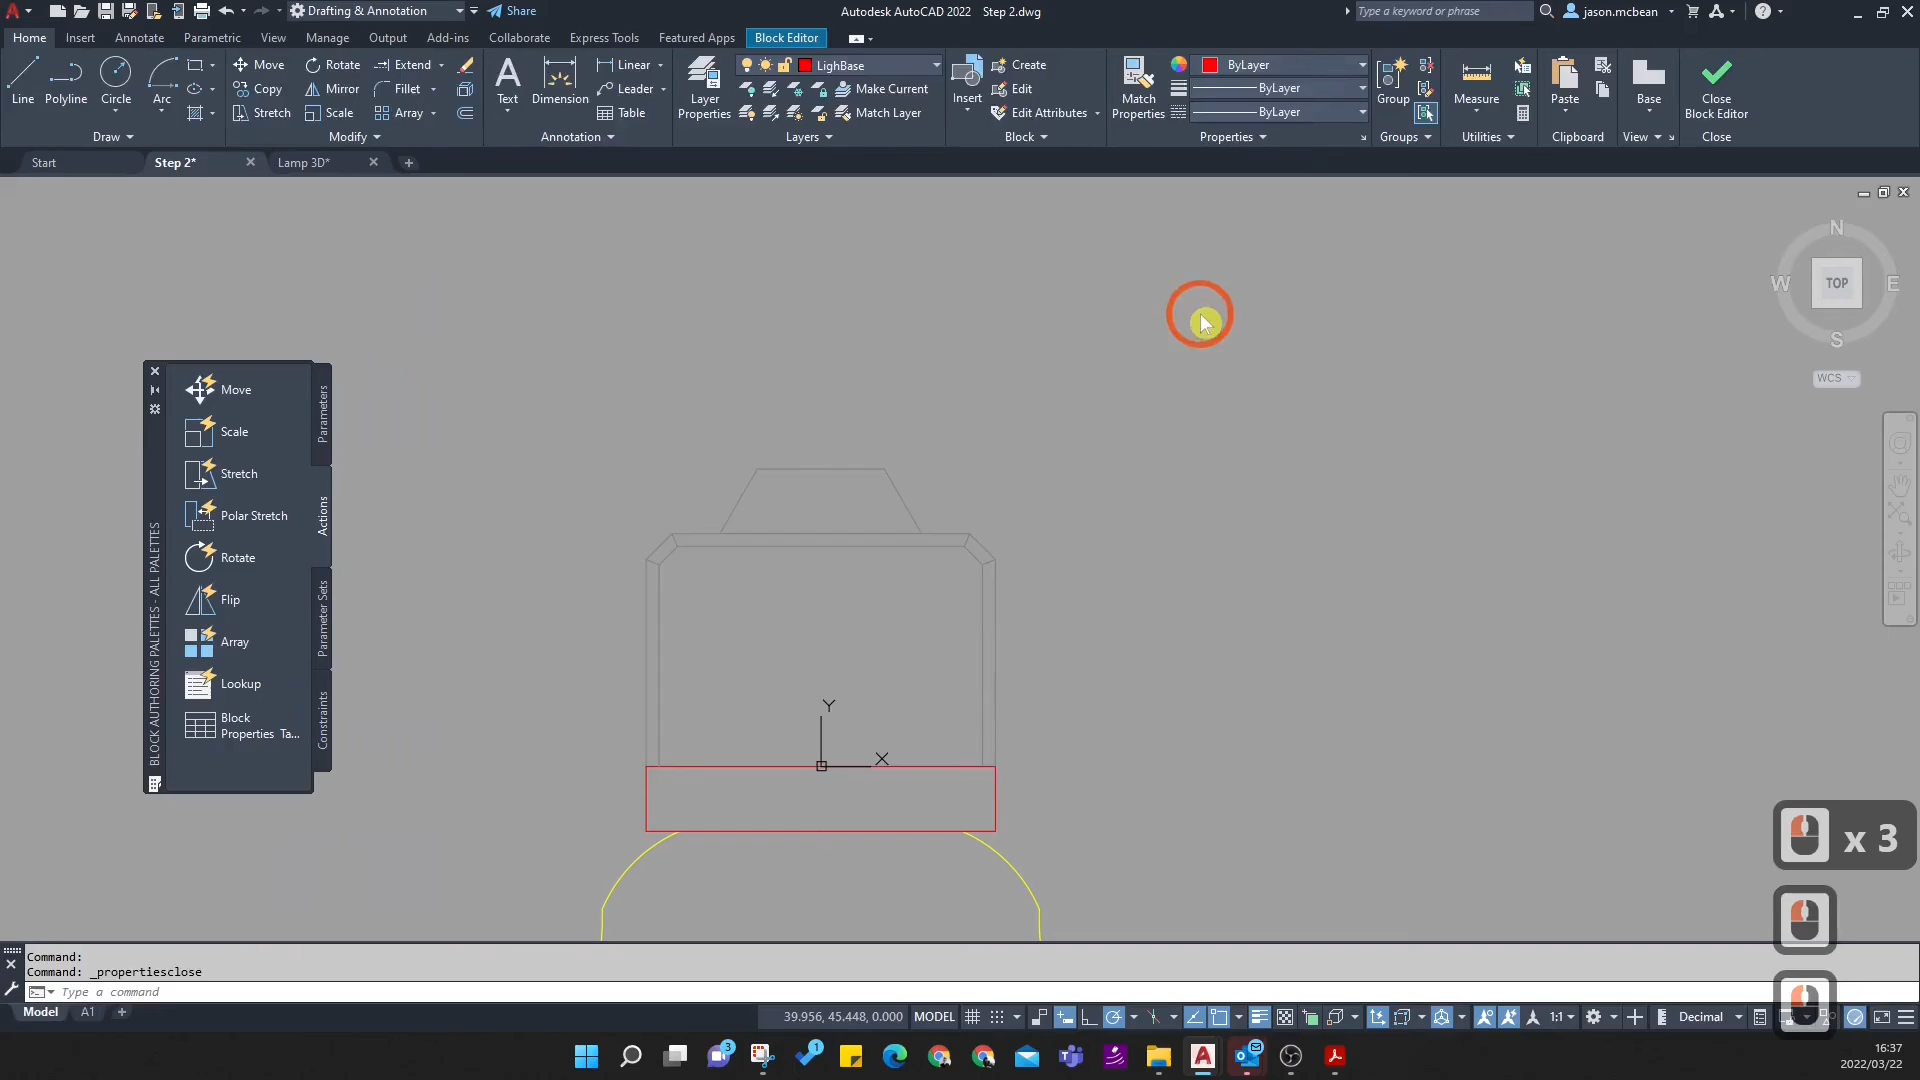 Drafting & Annotation
Share
Autodesk AutoCAD 2022 Step 2.dwg
Type a keyword or phrase
jason.mcbean
Home Insert Annotate Parametric View Manage Output Add-ins Collaborate Express Tools Featured Apps Block Editor
Line Polyline Circle Arc
Draw
Move Rotate Extend
Copy Mirror Fillet
Stretch Scale Array
Modify
Text Dimension
Linear
Leader
Table
Annotation
Layer Properties
LighBase
Make Current
Match Layer
Layers
Insert
Create
Edit
Edit Attributes
Block
Match Properties
ByLayer
ByLayer
ByLayer
Properties
Group
Groups
Measure
Utilities
Paste
Clipboard
Base
View
Close Block Editor
Close
Start Step 2* Lamp 3D*
N
W TOP E
S
WCS
Move
Scale
Stretch
Polar Stretch
Rotate
Flip
Array
Lookup
Block
Properties Ta...
Parameters
Actions
Parameter Sets
Constraints
BLOCK AUTHORING PALETTES - ALL PALETTES
Y
X
x 3
Command:
Command: _propertiesclose
Type a command
Model A1
39.956, 45.448, 0.000 MODEL
1:1
Decimal
3
1
16:37
2022/03/22